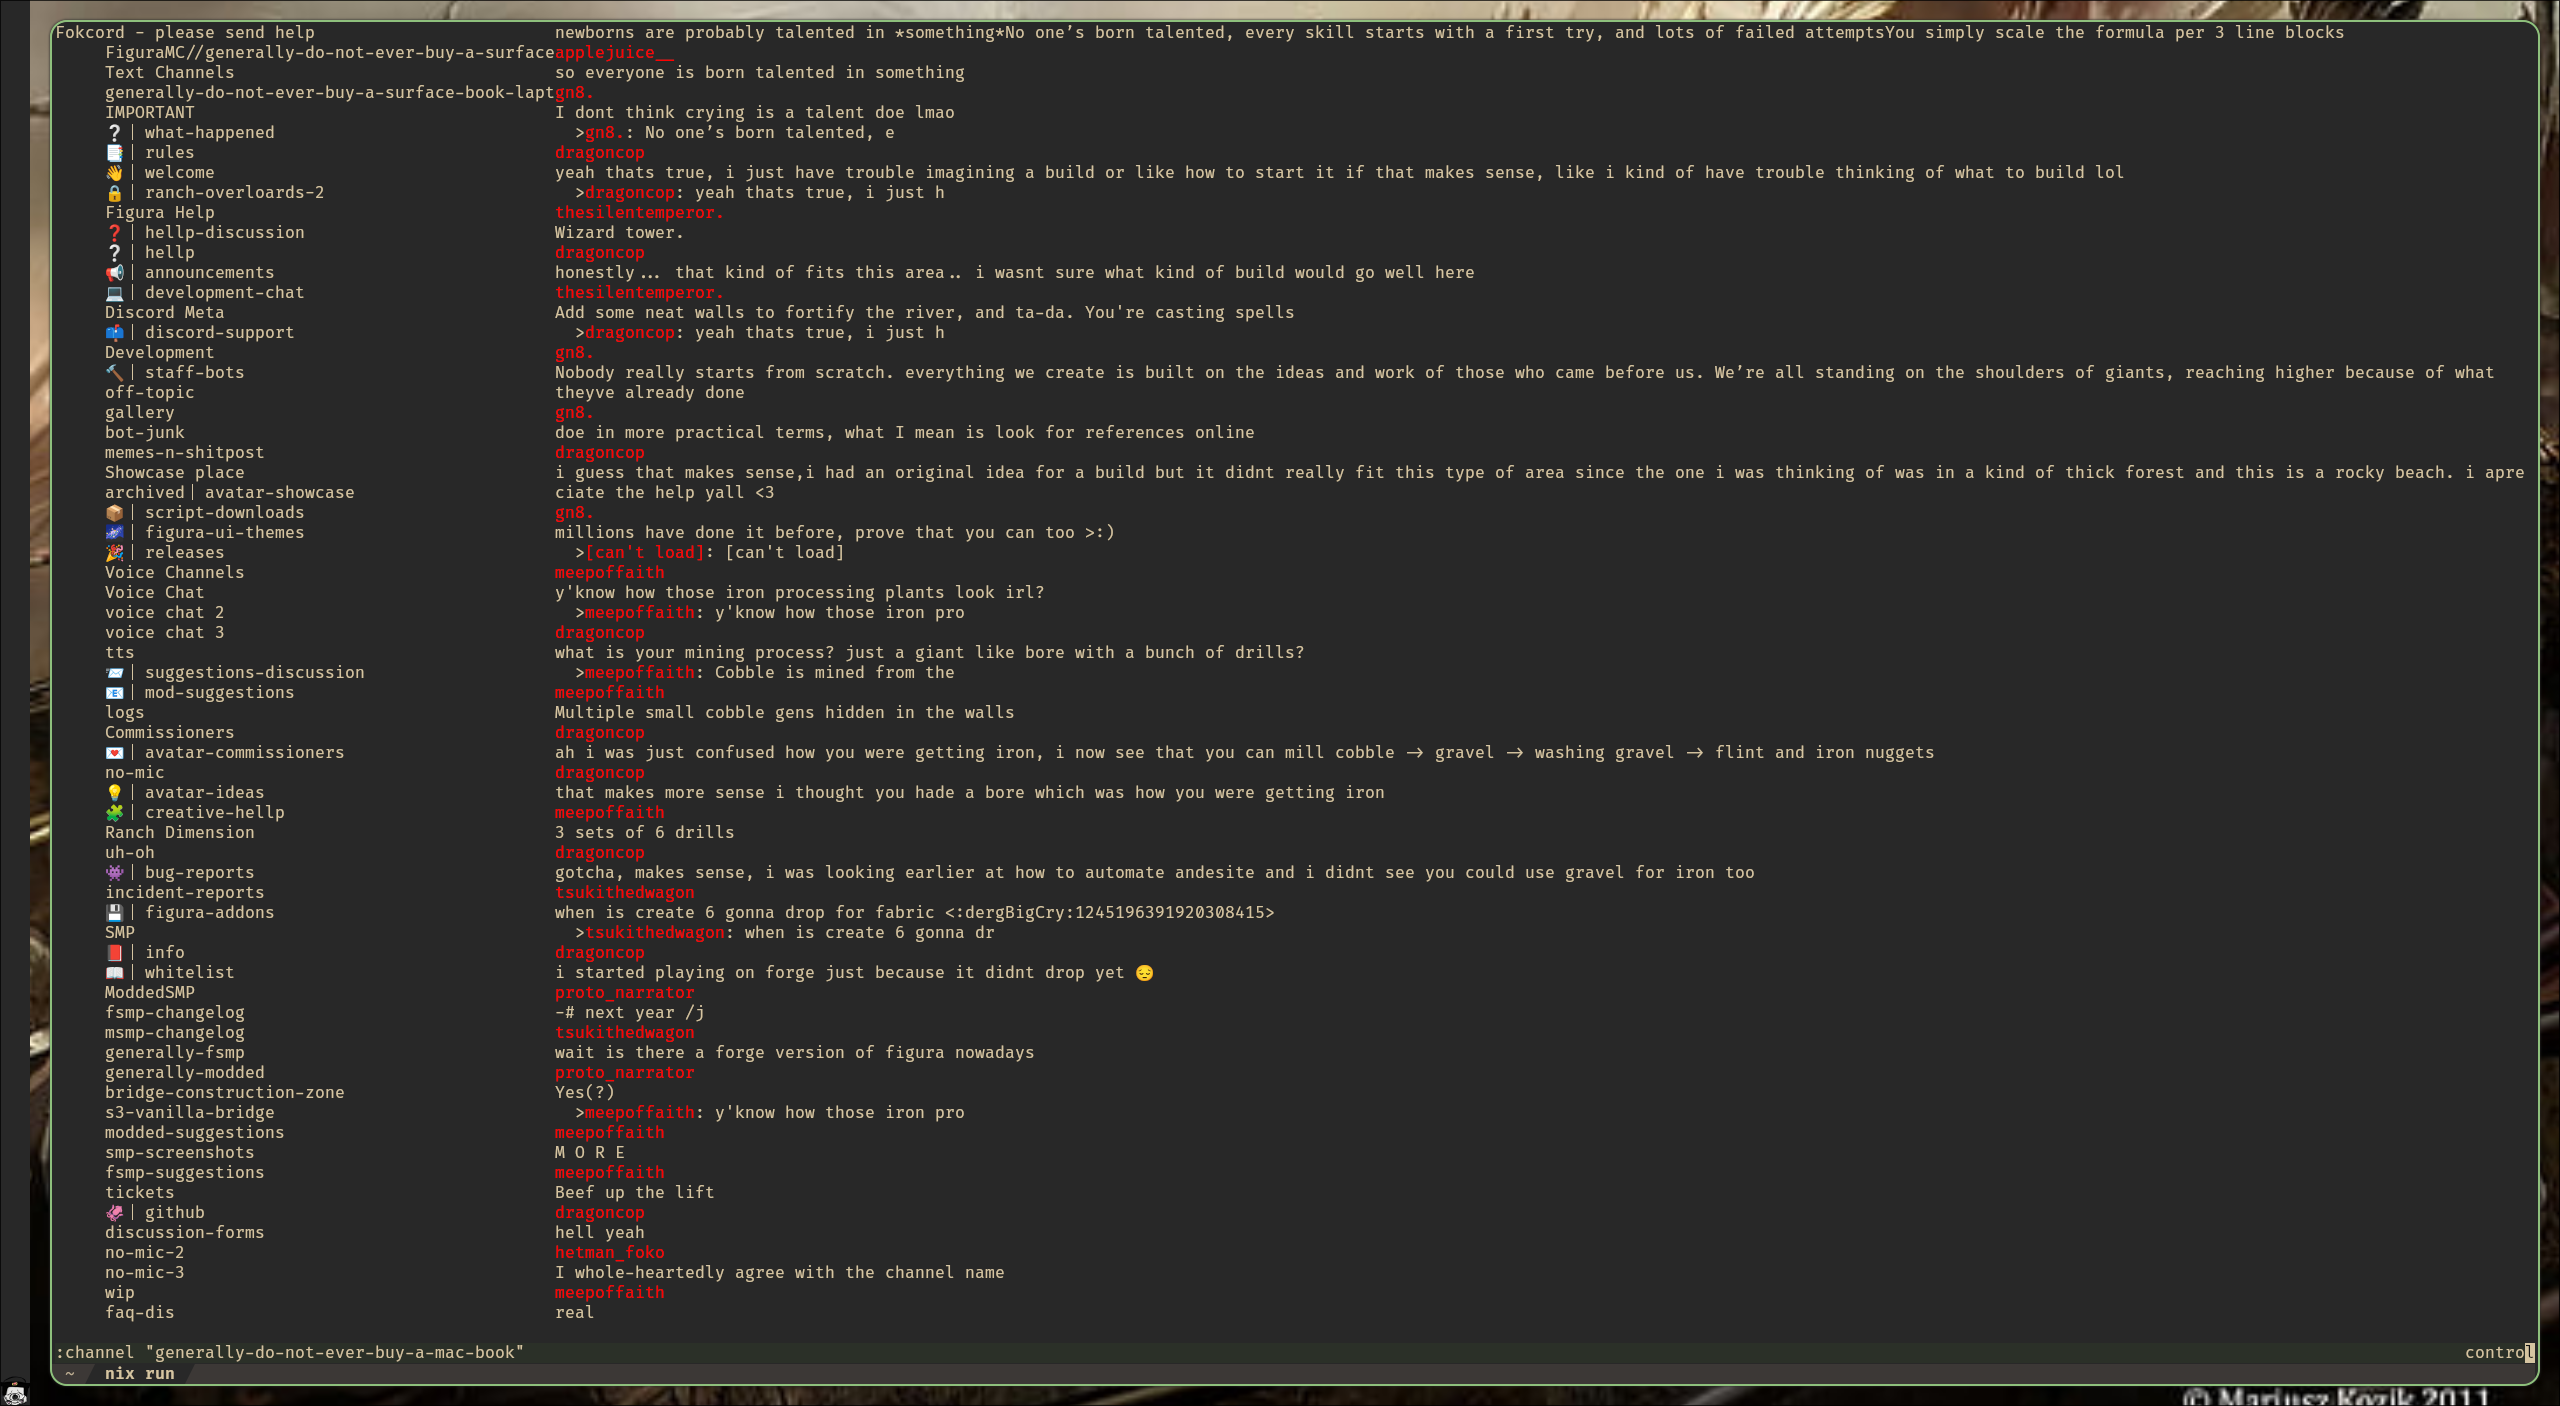 Fokcord - please send help
FiguraMC//generally-do-not-ever-buy-a-surface
Text Channels
generally-do-not-ever-buy-a-surface-book-lapt
IMPORTANT
❔│ what-happened
📑│ rules
👋│ welcome
🔒│ ranch-overloards-2
Figura Help
❓│ hellp-discussion
❔│ hellp
📢│ announcements
💻│ development-chat
Discord Meta
📫│ discord-support
Development
🔨│ staff-bots
off-topic
gallery
bot-junk
memes-n-shitpost
Showcase place
archived│ avatar-showcase
📦│ script-downloads
🌌│ figura-ui-themes
🎉│ releases
Voice Channels
Voice Chat
voice chat 2
voice chat 3
tts
📨│ suggestions-discussion
📧│ mod-suggestions
logs
Commissioners
💌│ avatar-commissioners
no-mic
💡│ avatar-ideas
🧩│ creative-hellp
Ranch Dimension
uh-oh
👾│ bug-reports
incident-reports
💾│ figura-addons
SMP
📕│ info
📖│ whitelist
ModdedSMP
fsmp-changelog
msmp-changelog
generally-fsmp
generally-modded
bridge-construction-zone
s3-vanilla-bridge
modded-suggestions
smp-screenshots
fsmp-suggestions
tickets
🦑│ github
discussion-forms
no-mic-2
no-mic-3
wip
faq-dis
newborns are probably talented in *something*No one’s born talented, every skill starts with a first try, and lots of failed attemptsYou simply scale the formula per 3 line blocks
applejuice__
so everyone is born talented in something
gn8.
I dont think crying is a talent doe lmao
>gn8.: No one’s born talented, e
dragoncop
yeah thats true, i just have trouble imagining a build or like how to start it if that makes sense, like i kind of have trouble thinking of what to build lol
>dragoncop: yeah thats true, i just h
thesilentemperor.
Wizard tower.
dragoncop
honestly... that kind of fits this area.. i wasnt sure what kind of build would go well here
thesilentemperor.
Add some neat walls to fortify the river, and ta-da. You're casting spells
>dragoncop: yeah thats true, i just h
gn8.
Nobody really starts from scratch. everything we create is built on the ideas and work of those who came before us. We’re all standing on the shoulders of giants, reaching higher because of what
theyve already done
gn8.
doe in more practical terms, what I mean is look for references online
dragoncop
i guess that makes sense,i had an original idea for a build but it didnt really fit this type of area since the one i was thinking of was in a kind of thick forest and this is a rocky beach. i apre
ciate the help yall <3
gn8.
millions have done it before, prove that you can too >:)
>[can't load]: [can't load]
meepoffaith
y'know how those iron processing plants look irl?
>meepoffaith: y'know how those iron pro
dragoncop
what is your mining process? just a giant like bore with a bunch of drills?
>meepoffaith: Cobble is mined from the
meepoffaith
Multiple small cobble gens hidden in the walls
dragoncop
ah i was just confused how you were getting iron, i now see that you can mill cobble -> gravel -> washing gravel -> flint and iron nuggets
dragoncop
that makes more sense i thought you hade a bore which was how you were getting iron
meepoffaith
3 sets of 6 drills
dragoncop
gotcha, makes sense, i was looking earlier at how to automate andesite and i didnt see you could use gravel for iron too
tsukithedwagon
when is create 6 gonna drop for fabric <:dergBigCry:1245196391920308415>
>tsukithedwagon: when is create 6 gonna dr
dragoncop
i started playing on forge just because it didnt drop yet 😔
proto_narrator
-# next year /j
tsukithedwagon
wait is there a forge version of figura nowadays
proto_narrator
Yes(?)
>meepoffaith: y'know how those iron pro
meepoffaith
M O R E
meepoffaith
Beef up the lift
dragoncop
hell yeah
hetman_foko
I whole-heartedly agree with the channel name
meepoffaith
real
:channel "generally-do-not-ever-buy-a-mac-book"
control
~ nix run
© Mariusz Kozik 2011